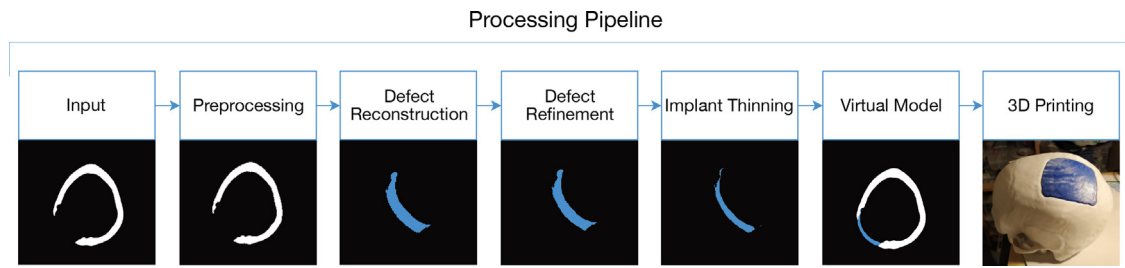 Processing Pipeline
Input
Preprocessing
Defect
Reconstruction
Defect
Refinement
Implant Thinning
Virtual Model
3D Printing